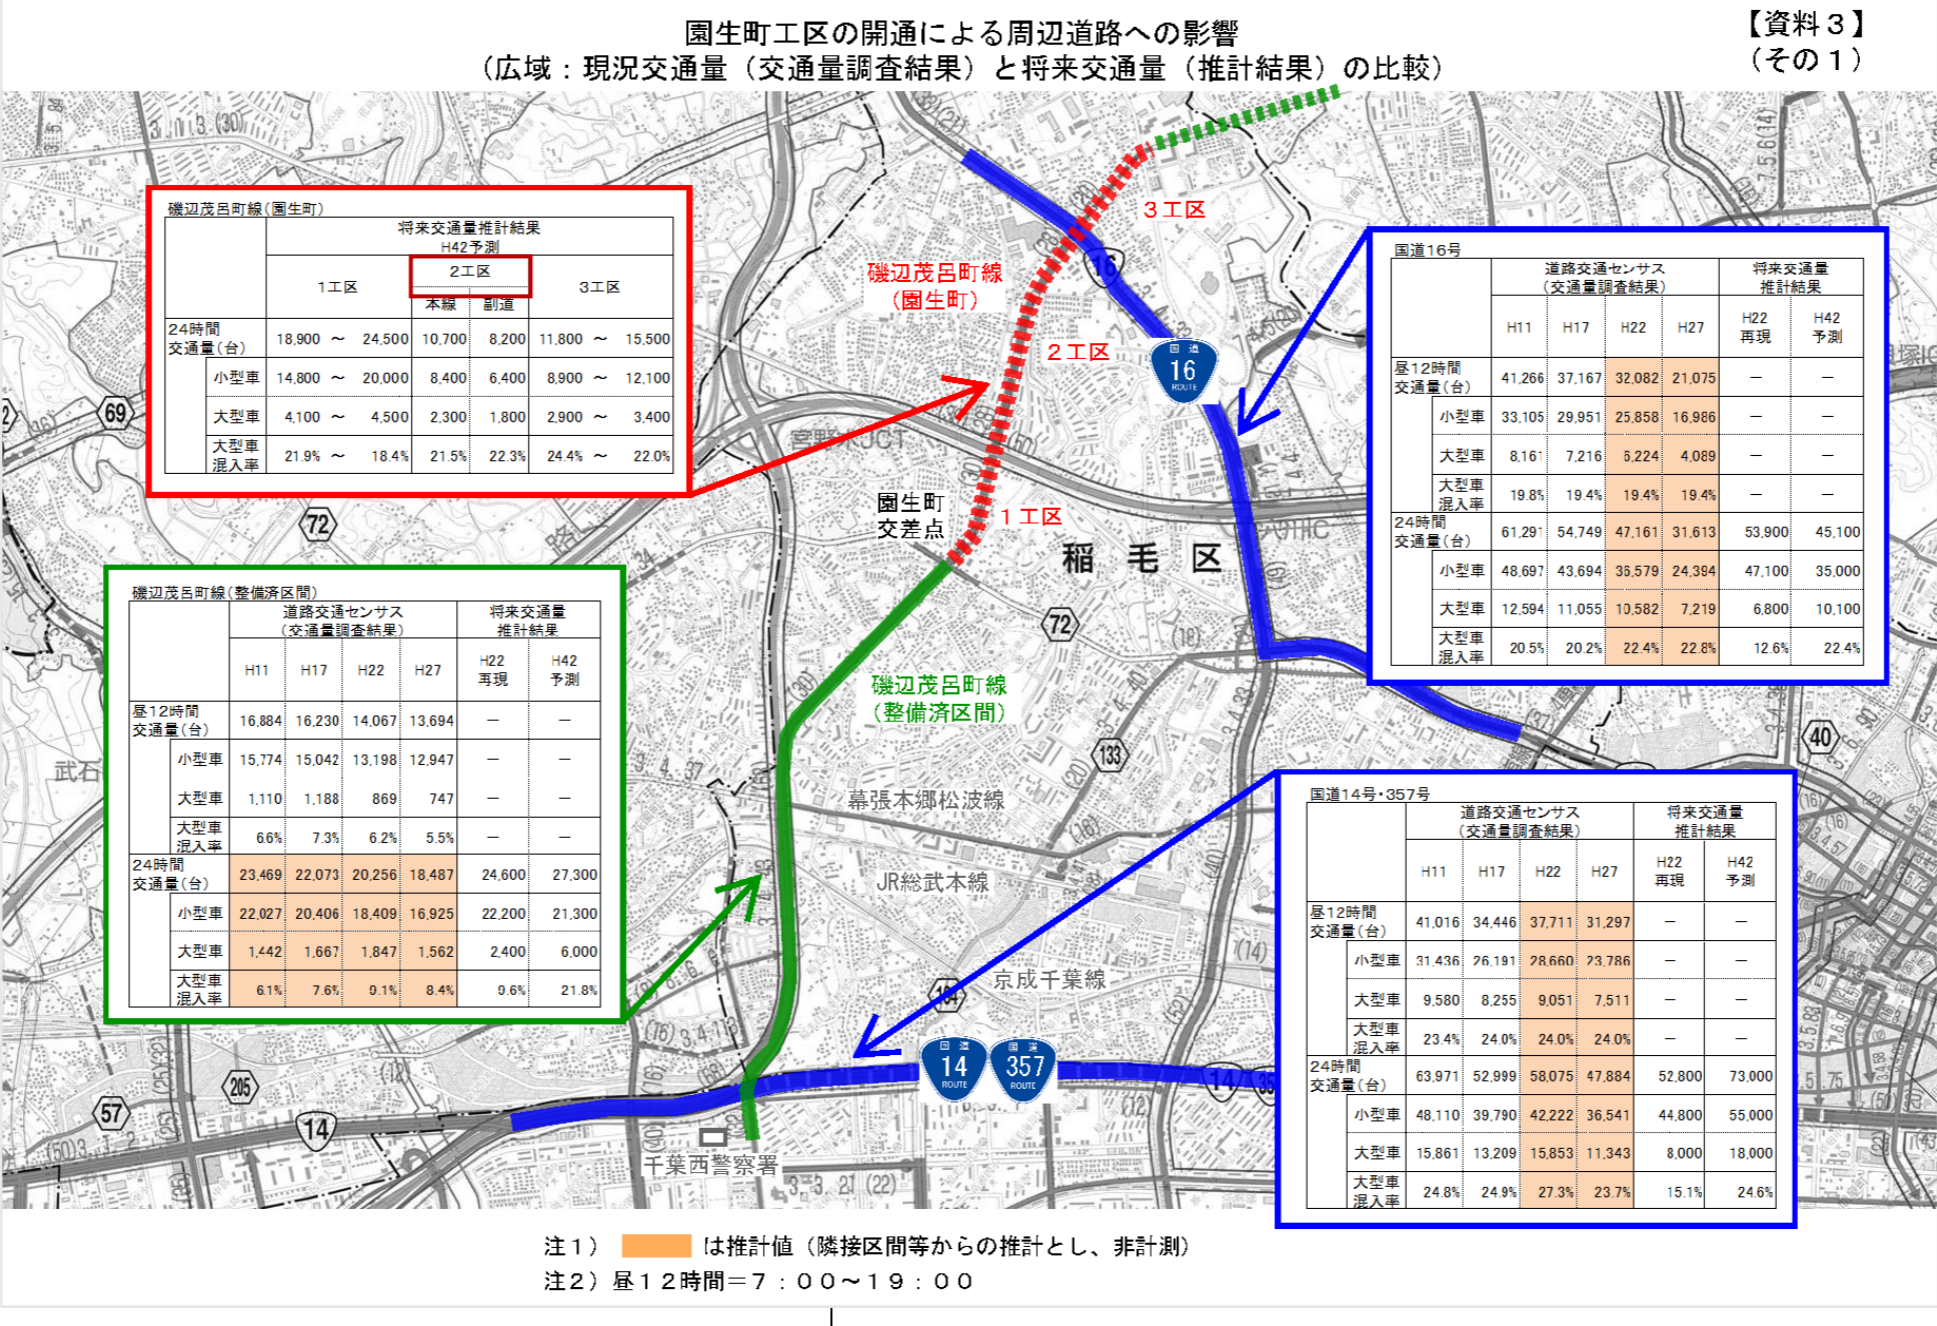 園生町工区の開通による周辺道路への影響
（広域：現況交通量（交通量調査結果）と将来交通量（推計結果）の比較）
【資料３】
（その１）
磯辺茂呂町線（園生町）
将来交通量推計結果
H42予測
1工区 2工区 3工区
本線 副道
24時間
交通量（台） 18,900 ～ 24,500 10,700 8,200 11,800 ～ 15,500
小型車 14,800 ～ 20,000 8,400 6,400 8,900 ～ 12,100
大型車 4,100 ～ 4,500 2,300 1,800 2,900 ～ 3,400
大型車
混入率 21.9% ～ 18.4% 21.5% 22.3% 24.4% ～ 22.0%
国道16号
道路交通センサス
（交通量調査結果）
将来交通量
推計結果
H11 H17 H22 H27 H22
再現 H42
予測
昼12時間
交通量（台） 41,266 37,167 32,082 21,075 － －
小型車 33,105 29,951 25,858 16,986 － －
大型車 8,161 7,216 6,224 4,089 － －
大型車
混入率 19.8% 19.4% 19.4% 19.4% － －
24時間
交通量（台） 61,291 54,749 47,161 31,613 53,900 45,100
小型車 48,697 43,694 36,579 24,394 47,100 35,000
大型車 12,594 11,055 10,582 7,219 6,800 10,100
大型車
混入率 20.5% 20.2% 22.4% 22.8% 12.6% 22.4%
磯辺茂呂町線（整備済区間）
道路交通センサス
（交通量調査結果）
将来交通量
推計結果
H11 H17 H22 H27 H22
再現 H42
予測
昼12時間
交通量（台） 16,884 16,230 14,067 13,694 － －
小型車 15,774 15,042 13,198 12,947 － －
大型車 1,110 1,188 869 747 － －
大型車
混入率 6.6% 7.3% 6.2% 5.5% － －
24時間
交通量（台） 23,469 22,073 20,256 18,487 24,600 27,300
小型車 22,027 20,406 18,409 16,925 22,200 21,300
大型車 1,442 1,667 1,847 1,562 2,400 6,000
大型車
混入率 6.1% 7.6% 9.1% 8.4% 9.6% 21.8%
国道14号・357号
道路交通センサス
（交通量調査結果）
将来交通量
推計結果
H11 H17 H22 H27 H22
再現 H42
予測
昼12時間
交通量（台） 41,016 34,446 37,711 31,297 － －
小型車 31,436 26,191 28,660 23,786 － －
大型車 9,580 8,255 9,051 7,511 － －
大型車
混入率 23.4% 24.0% 24.0% 24.0% － －
24時間
交通量（台） 63,971 52,999 58,075 47,884 52,800 73,000
小型車 48,110 39,790 42,222 36,541 44,800 55,000
大型車 15,861 13,209 15,853 11,343 8,000 18,000
大型車
混入率 24.8% 24.9% 27.3% 23.7% 15.1% 24.6%
３工区
磯辺茂呂町線
（園生町）
２工区
国道
16
ROUTE
16
69
宮野木JCT
園生町
交差点
１工区
72
稲毛区
72
磯辺茂呂町線
（整備済区間）
133
40
武石
幕張本郷松波線
JR総武本線
京成千葉線
134
国道
14
ROUTE
国道
357
ROUTE
205
57
14
千葉西警察署
注１） は推計値（隣接区間等からの推計とし、非計測）
注２）昼１２時間＝７：００～１９：００